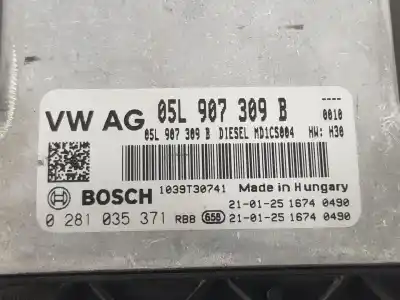 VW AG 05L 907 309 B 0010
05L 907 309 B DIESEL MD1CS004 HW: H30
1039T30741 Made in Hungary
BOSCH 21-01-25 1674 0490
0 281 035 371 RBB 658 21-01-25 1674 0490